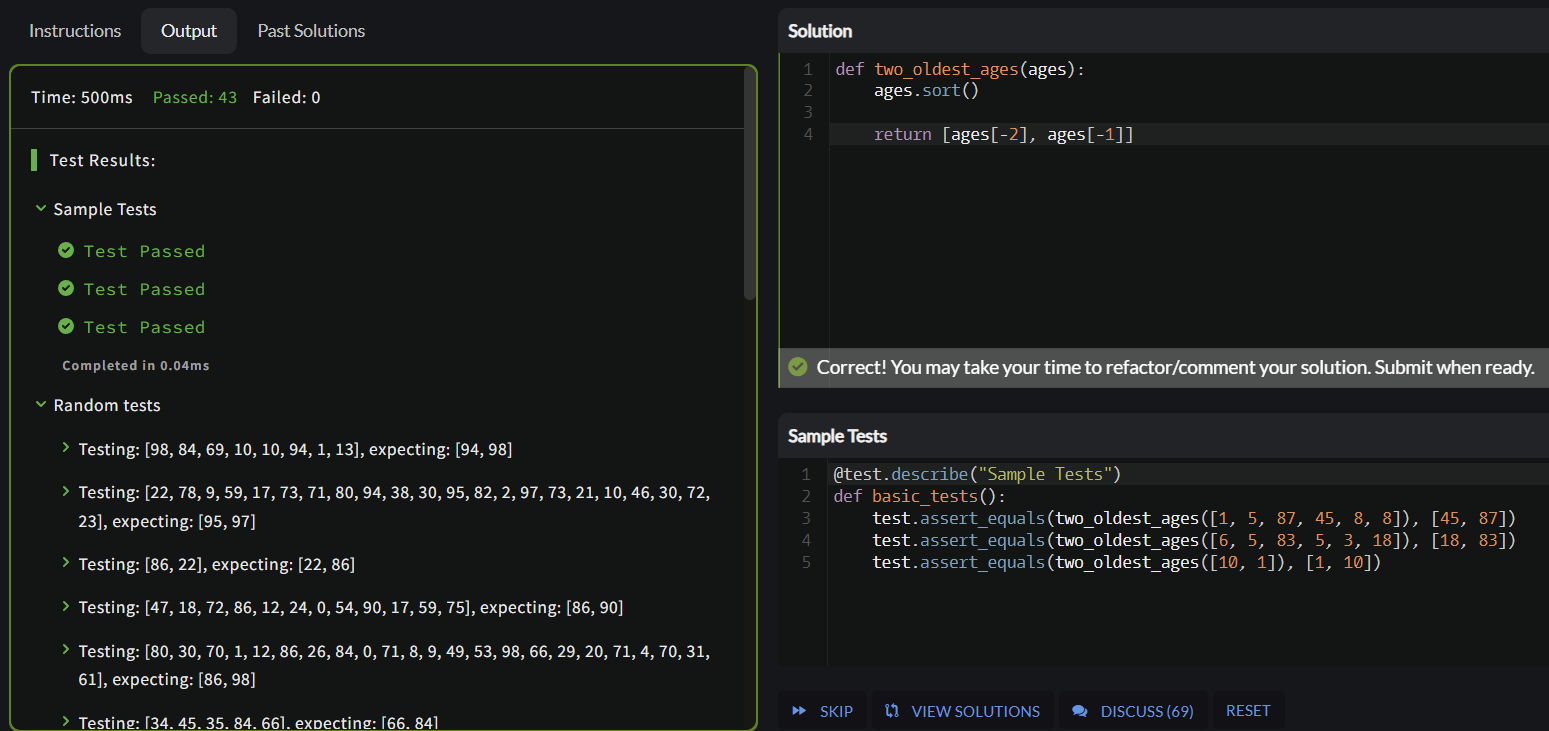 Instructions
Output
Past Solutions
Time: 500ms Passed: 43 Failed: 0
Test Results:
Sample Tests
Test Passed
Test Passed
Test Passed
Completed in 0.04ms
Random tests
Testing: [98, 84, 69, 10, 10, 94, 1, 13], expecting: [94, 98]
Testing: [22, 78, 9, 59, 17, 73, 71, 80, 94, 38, 30, 95, 82, 2, 97, 73, 21, 10, 46, 30, 72,
23], expecting: [95, 97]
Testing: [86, 22], expecting: [22, 86]
Testing: [47, 18, 72, 86, 12, 24, 0, 54, 90, 17, 59, 75], expecting: [86, 90]
Testing: [80, 30, 70, 1, 12, 86, 26, 84, 0, 71, 8, 9, 49, 53, 98, 66, 29, 20, 71, 4, 70, 31,
61], expecting: [86, 98]
Testing: [34, 45, 35, 84, 66], expecting: [66, 84]
Solution
1 def two_oldest_ages(ages):
2     ages.sort()
3
4     return [ages[-2], ages[-1]]
Correct! You may take your time to refactor/comment your solution. Submit when ready.
Sample Tests
1 @test.describe("Sample Tests")
2 def basic_tests():
3     test.assert_equals(two_oldest_ages([1, 5, 87, 45, 8, 8]), [45, 87])
4     test.assert_equals(two_oldest_ages([6, 5, 83, 5, 3, 18]), [18, 83])
5     test.assert_equals(two_oldest_ages([10, 1]), [1, 10])
SKIP
VIEW SOLUTIONS
DISCUSS (69)
RESET